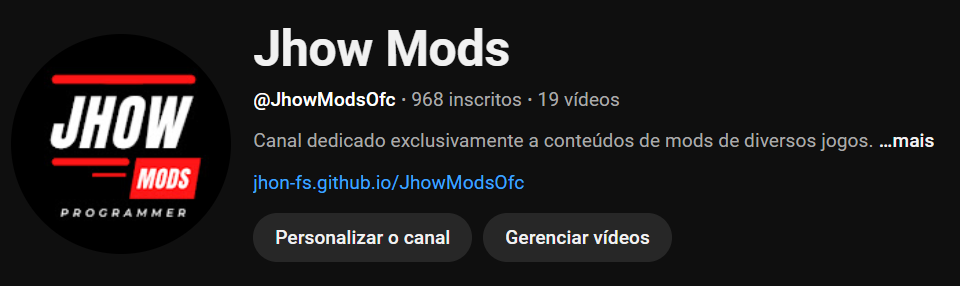 JHOW
MODS
PROGRAMMER
Jhow Mods
@JhowModsOfc · 968 inscritos · 19 vídeos
Canal dedicado exclusivamente a conteúdos de mods de diversos jogos. ...mais
jhon-fs.github.io/JhowModsOfc
Personalizar o canal
Gerenciar vídeos